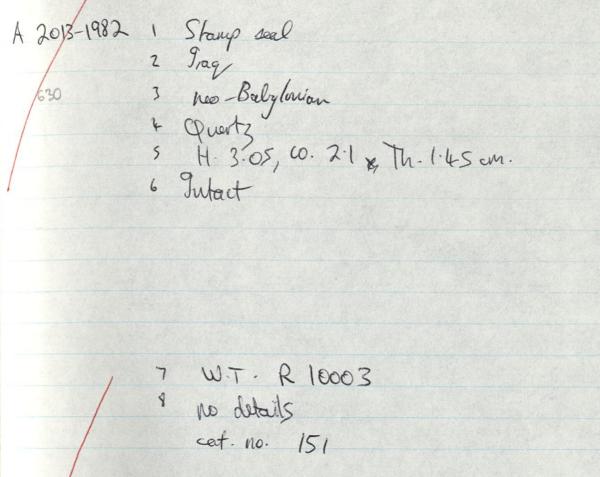 A 2013-1982 1 Stamp seal
2 Iraq
630 3 neo-Babylonian
4 Quartz
5 H. 3.05, W. 2.1 x, Th. 1.45 cm.
6 Intact
7 W.T. R 10003
8 no details
cat. no. 151